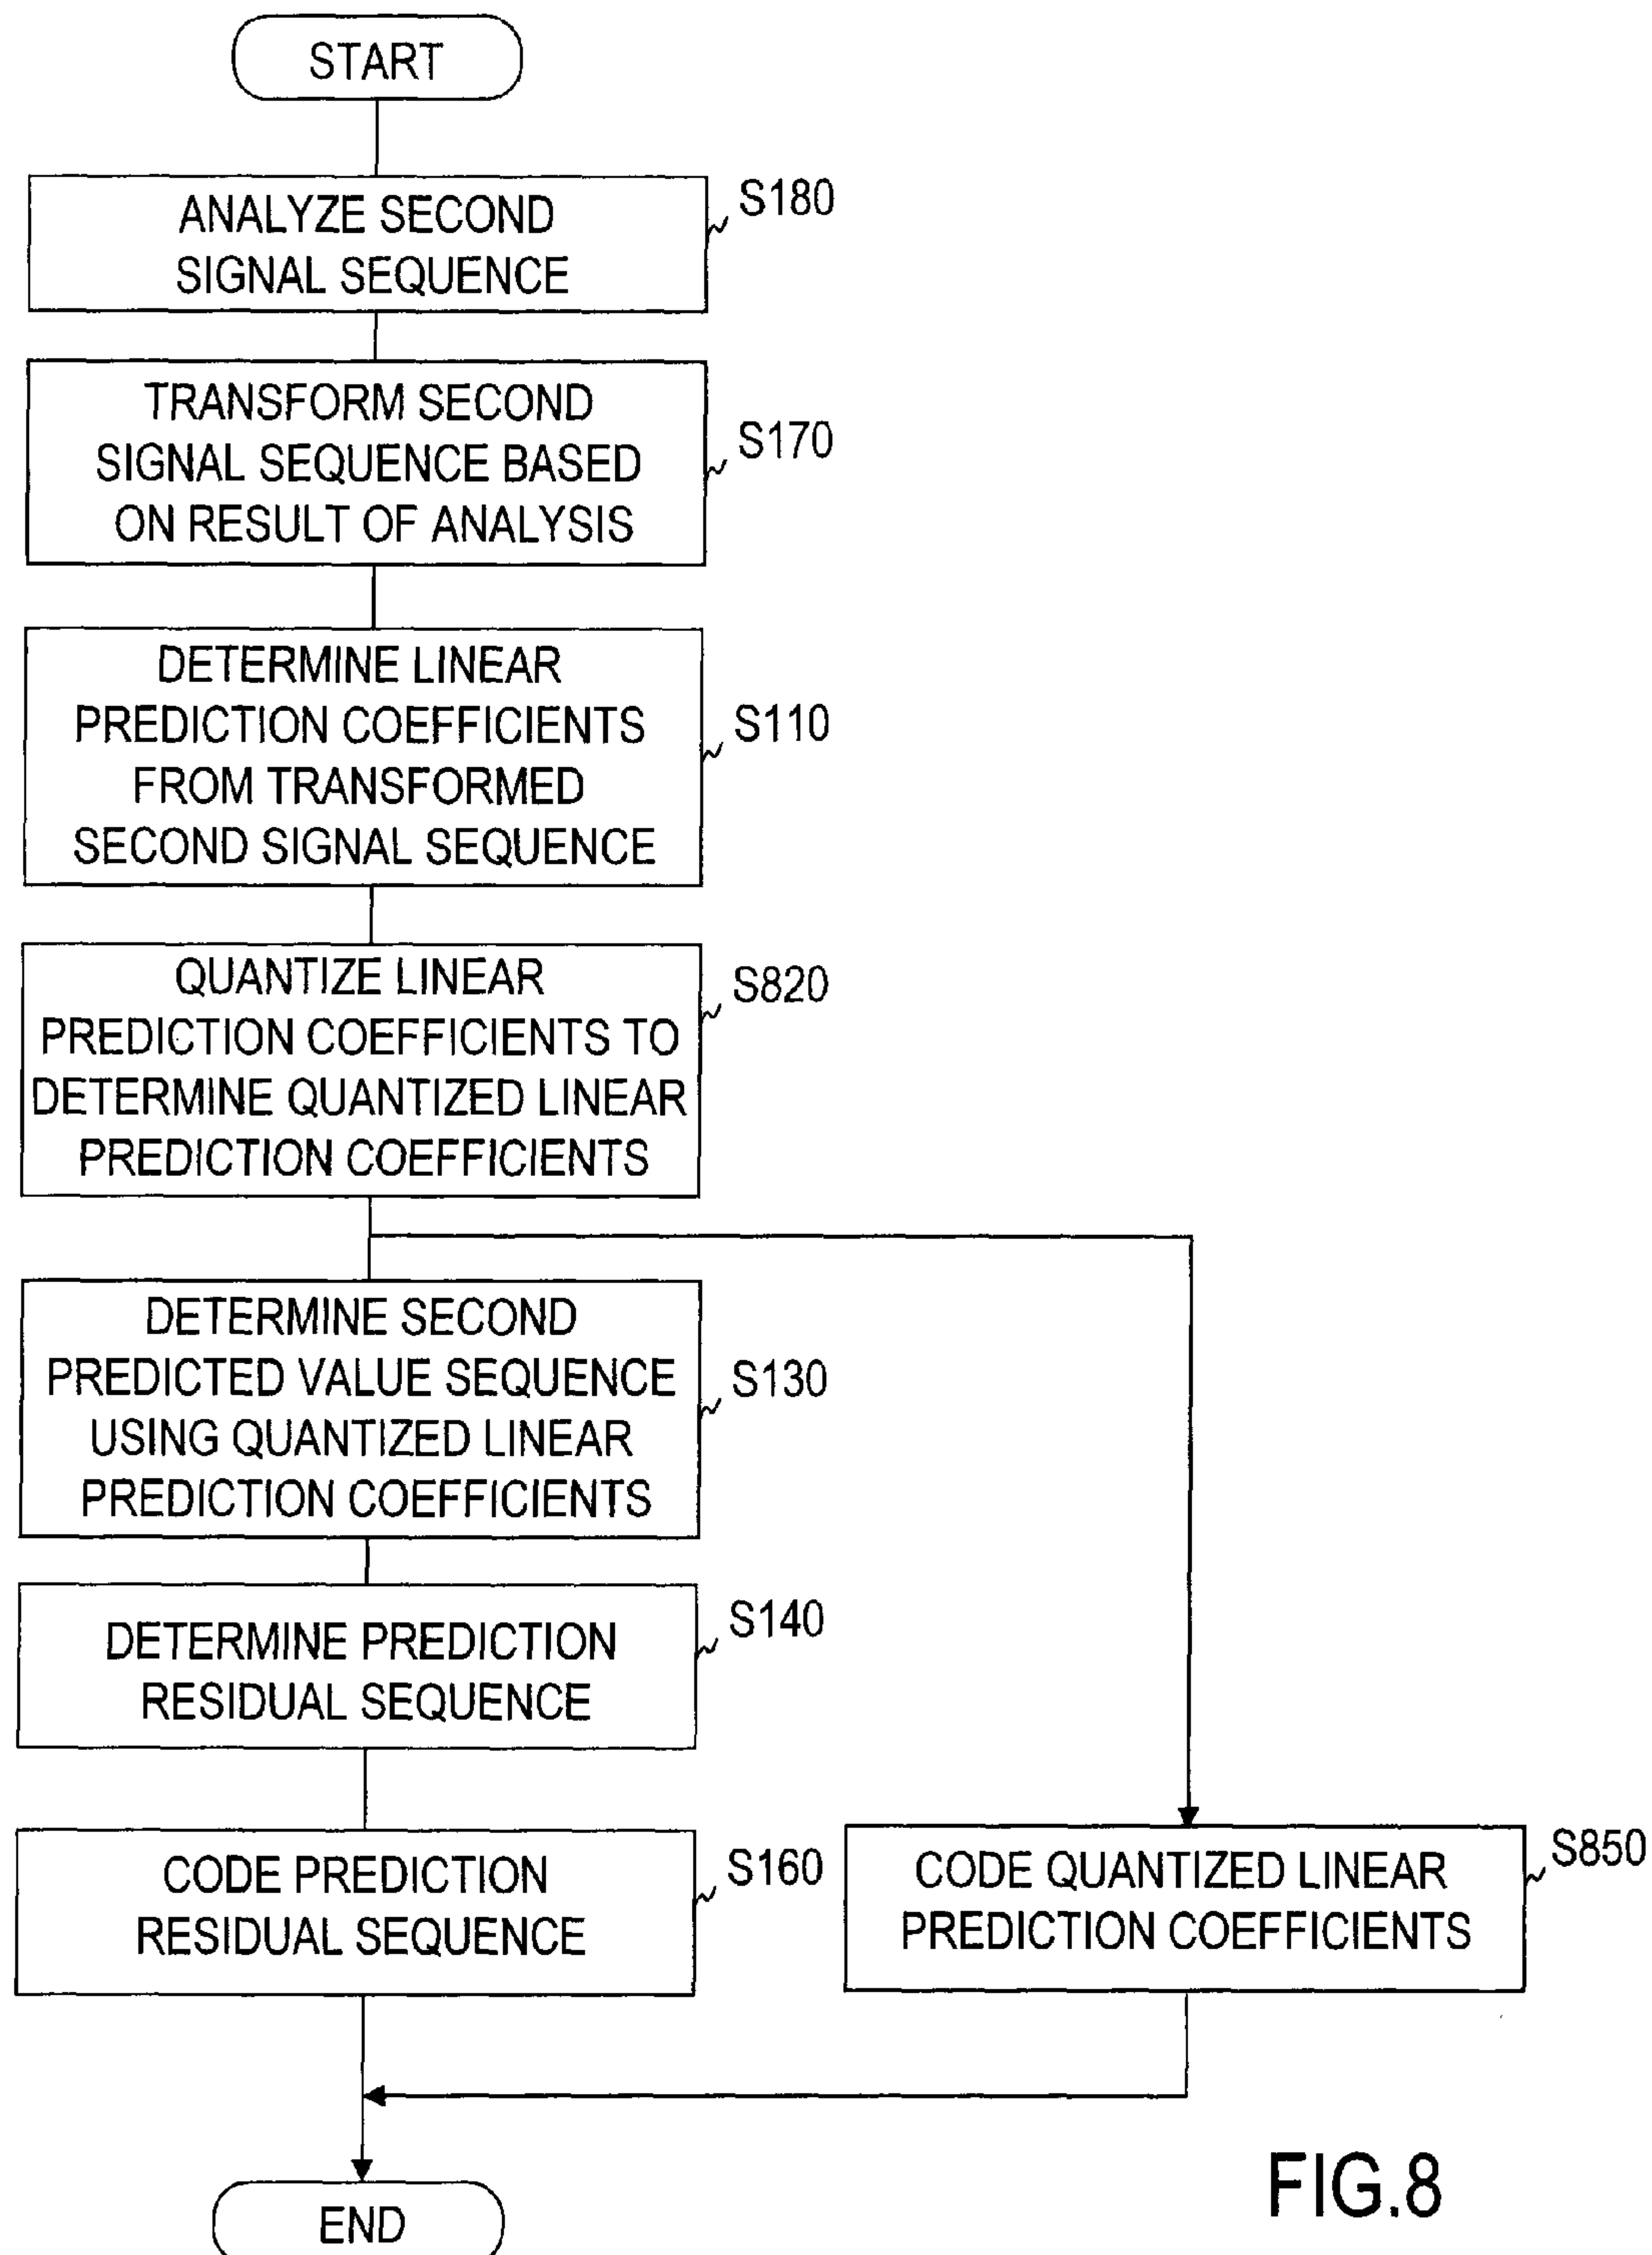 START
ANALYZE SECOND
SIGNAL SEQUENCE
S180
TRANSFORM SECOND
SIGNAL SEQUENCE BASED
ON RESULT OF ANALYSIS
S170
DETERMINE LINEAR
PREDICTION COEFFICIENTS
FROM TRANSFORMED
SECOND SIGNAL SEQUENCE
S110
QUANTIZE LINEAR
PREDICTION COEFFICIENTS TO
DETERMINE QUANTIZED LINEAR
PREDICTION COEFFICIENTS
S820
DETERMINE SECOND
PREDICTED VALUE SEQUENCE
USING QUANTIZED LINEAR
PREDICTION COEFFICIENTS
S130
DETERMINE PREDICTION
RESIDUAL SEQUENCE
S140
CODE PREDICTION
RESIDUAL SEQUENCE
S160
CODE QUANTIZED LINEAR
PREDICTION COEFFICIENTS
S850
END
FIG.8